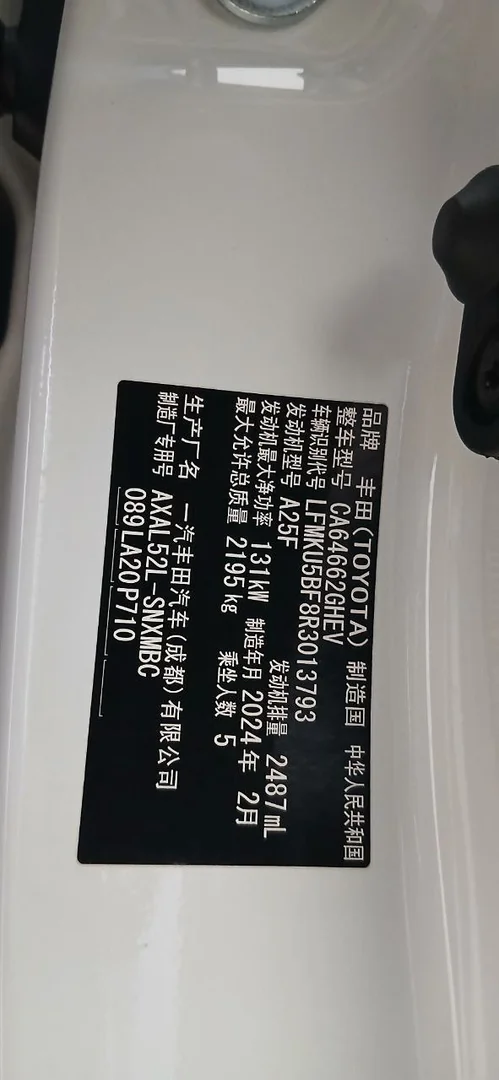 品牌 丰田(TOYOTA) 制造国 中华人民共和国
整车型号 CA64662GHEV
车辆识别代号 LFMKU5BF8R3013793
发动机型号 A25F 发动机排量 2487mL
发动机最大净功率 131kW 制造年月 2024年 2月
最大允许总质量 2195kg 乘坐人数 5
生产厂名 一汽丰田汽车(成都)有限公司
制造厂专用号 AXAL52L-SNXMBC
089 LA20 P710